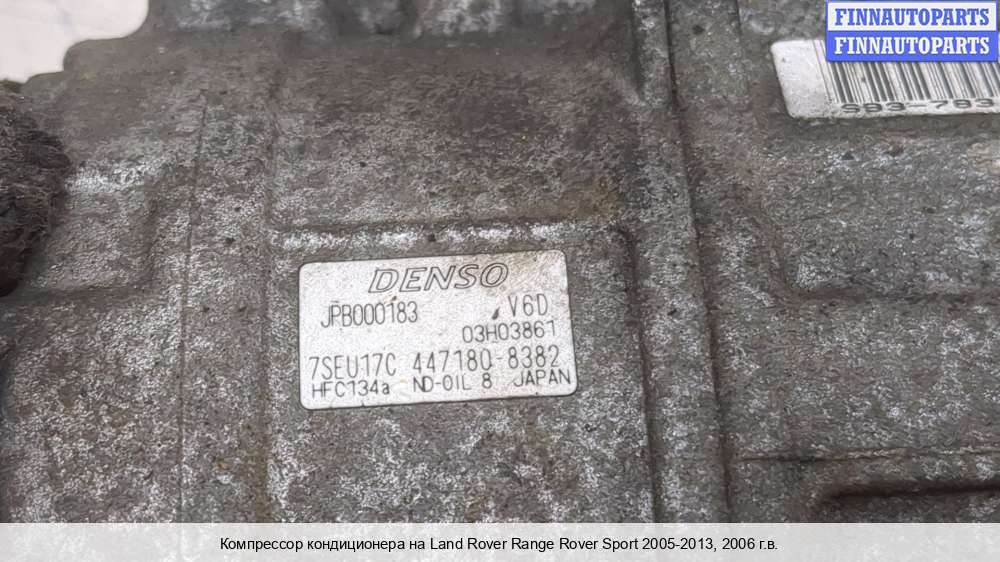 FINNAUTOPARTS
FINNAUTOPARTS
DENSO
JPB000183 V6D
03H03861
7SEU17C 447180-8382
HFC134a ND-OIL 8 JAPAN
Компрессор кондиционера на Land Rover Range Rover Sport 2005-2013, 2006 г.в.